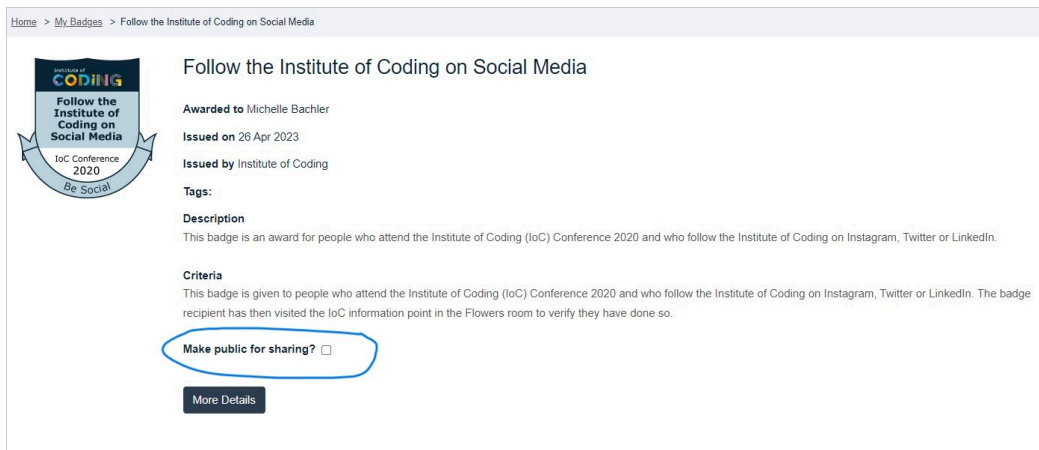 Home > My Badges > Follow the Institute of Coding on Social Media
institute of
CODING
Follow the
Institute of
Coding on
Social Media
IoC Conference
2020
Be Social
Follow the Institute of Coding on Social Media
Awarded to Michelle Bachler
Issued on 26 Apr 2023
Issued by Institute of Coding
Tags:
Description
This badge is an award for people who attend the Institute of Coding (IoC) Conference 2020 and who follow the Institute of Coding on Instagram, Twitter or LinkedIn.
Criteria
This badge is given to people who attend the Institute of Coding (IoC) Conference 2020 and who follow the Institute of Coding on Instagram, Twitter or LinkedIn. The badge
recipient has then visited the IoC information point in the Flowers room to verify they have done so.
Make public for sharing?
More Details